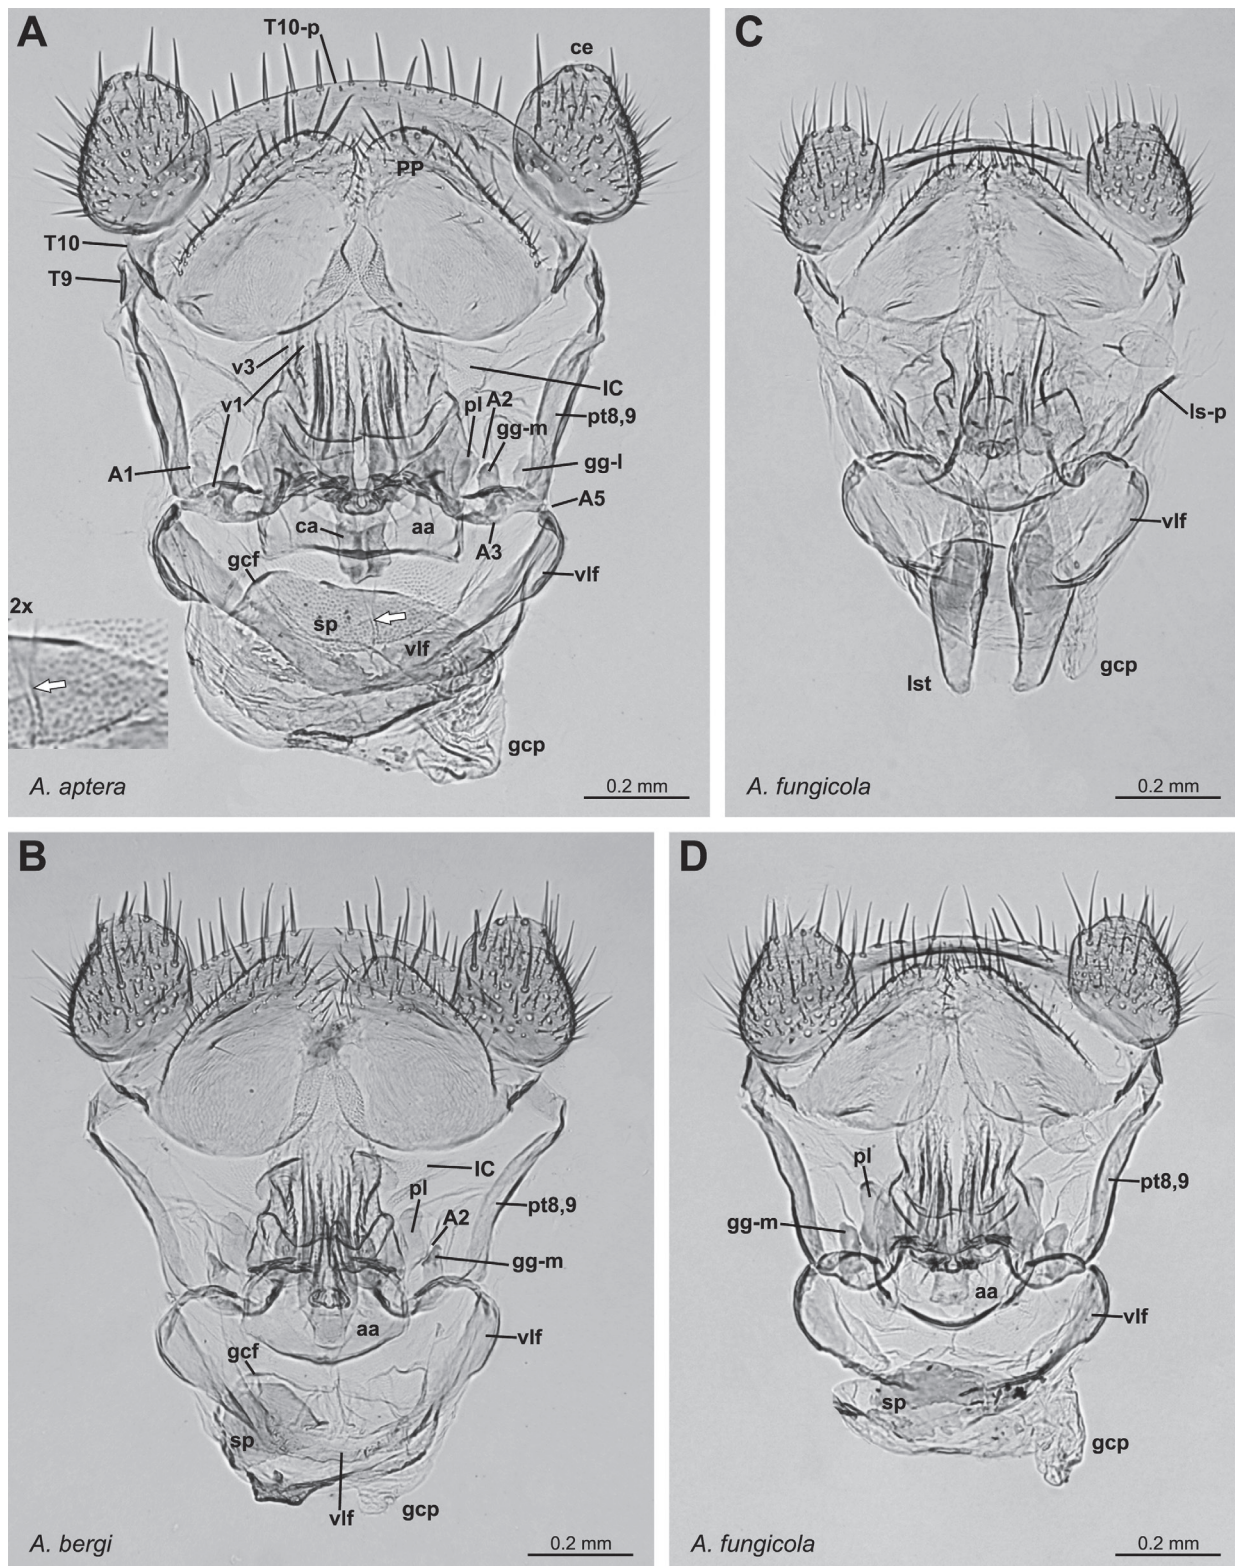 A
T10-p
ce
PP
T10
T9
v3
v1
IC
pl
A2
pt8,9
gg-m
A1
gg-l
A5
ca
aa
A3
gcf
vlf
2x
sp
vlf
gcp
A. aptera
0.2 mm
C
ls-p
vlf
lst
gcp
A. fungicola
0.2 mm
B
IC
pl
A2
pt8,9
gg-m
aa
vlf
gcf
sp
vlf
gcp
A. bergi
0.2 mm
D
pl
pt8,9
gg-m
aa
vlf
sp
gcp
A. fungicola
0.2 mm